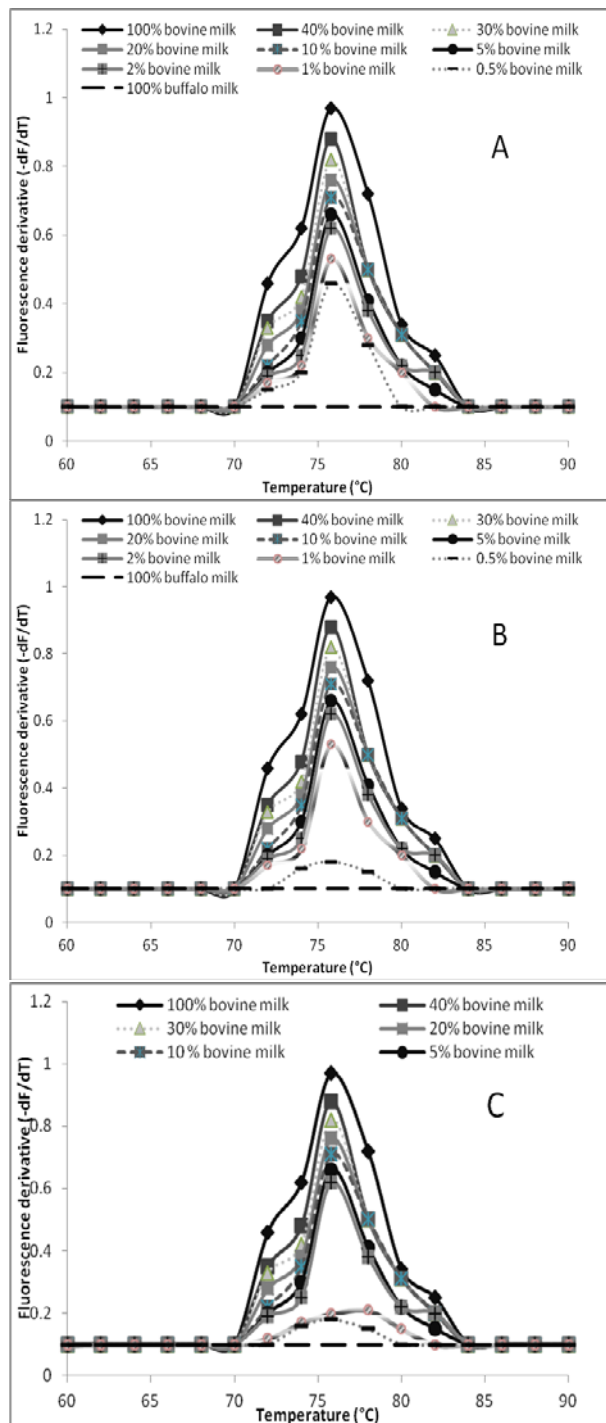 100% bovine milk 40% bovine milk 30% bovine milk
20% bovine milk 10 % bovine milk 5% bovine milk
2% bovine milk 1% bovine milk 0.5% bovine milk
100% buffalo milk
A
Fluorescence derivative (-dF/dT)
1.2
1
0.8
0.6
0.4
0.2
0
60 65 70 75 80 85 90
Temperature (°C)
100% bovine milk 40% bovine milk 30% bovine milk
20% bovine milk 10 % bovine milk 5% bovine milk
2% bovine milk 1% bovine milk 0.5% bovine milk
100% buffalo milk
B
Fluorescence derivative (-dF/dT)
1.2
1
0.8
0.6
0.4
0.2
0
60 65 70 75 80 85 90
Temperature (°C)
100% bovine milk 40% bovine milk
30% bovine milk 20% bovine milk
10 % bovine milk 5% bovine milk
C
Fluorescence derivative (-dF/dT)
1.2
1
0.8
0.6
0.4
0.2
0
60 65 70 75 80 85 90
Temperature (°C)